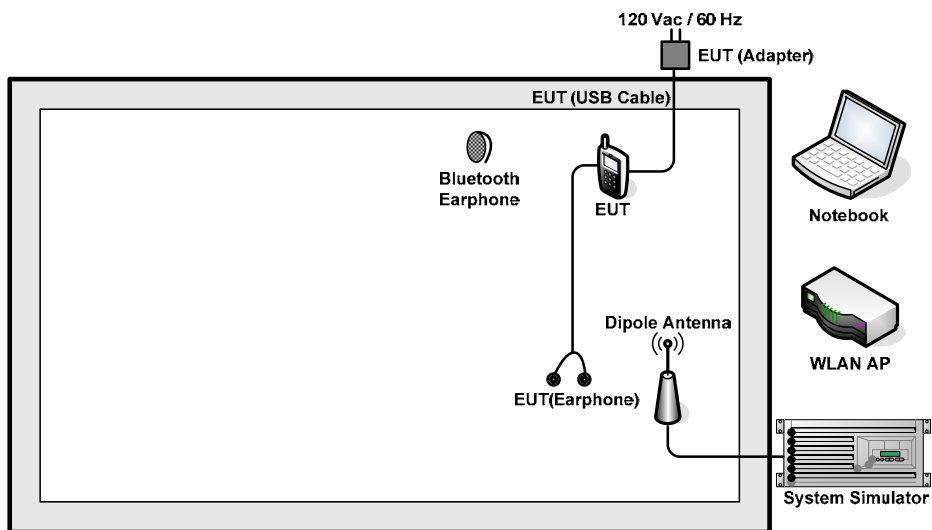 120 Vac / 60 Hz
EUT (Adapter)
EUT (USB Cable)
Bluetooth
Earphone
EUT
Notebook
Dipole Antenna
WLAN AP
EUT(Earphone)
System Simulator